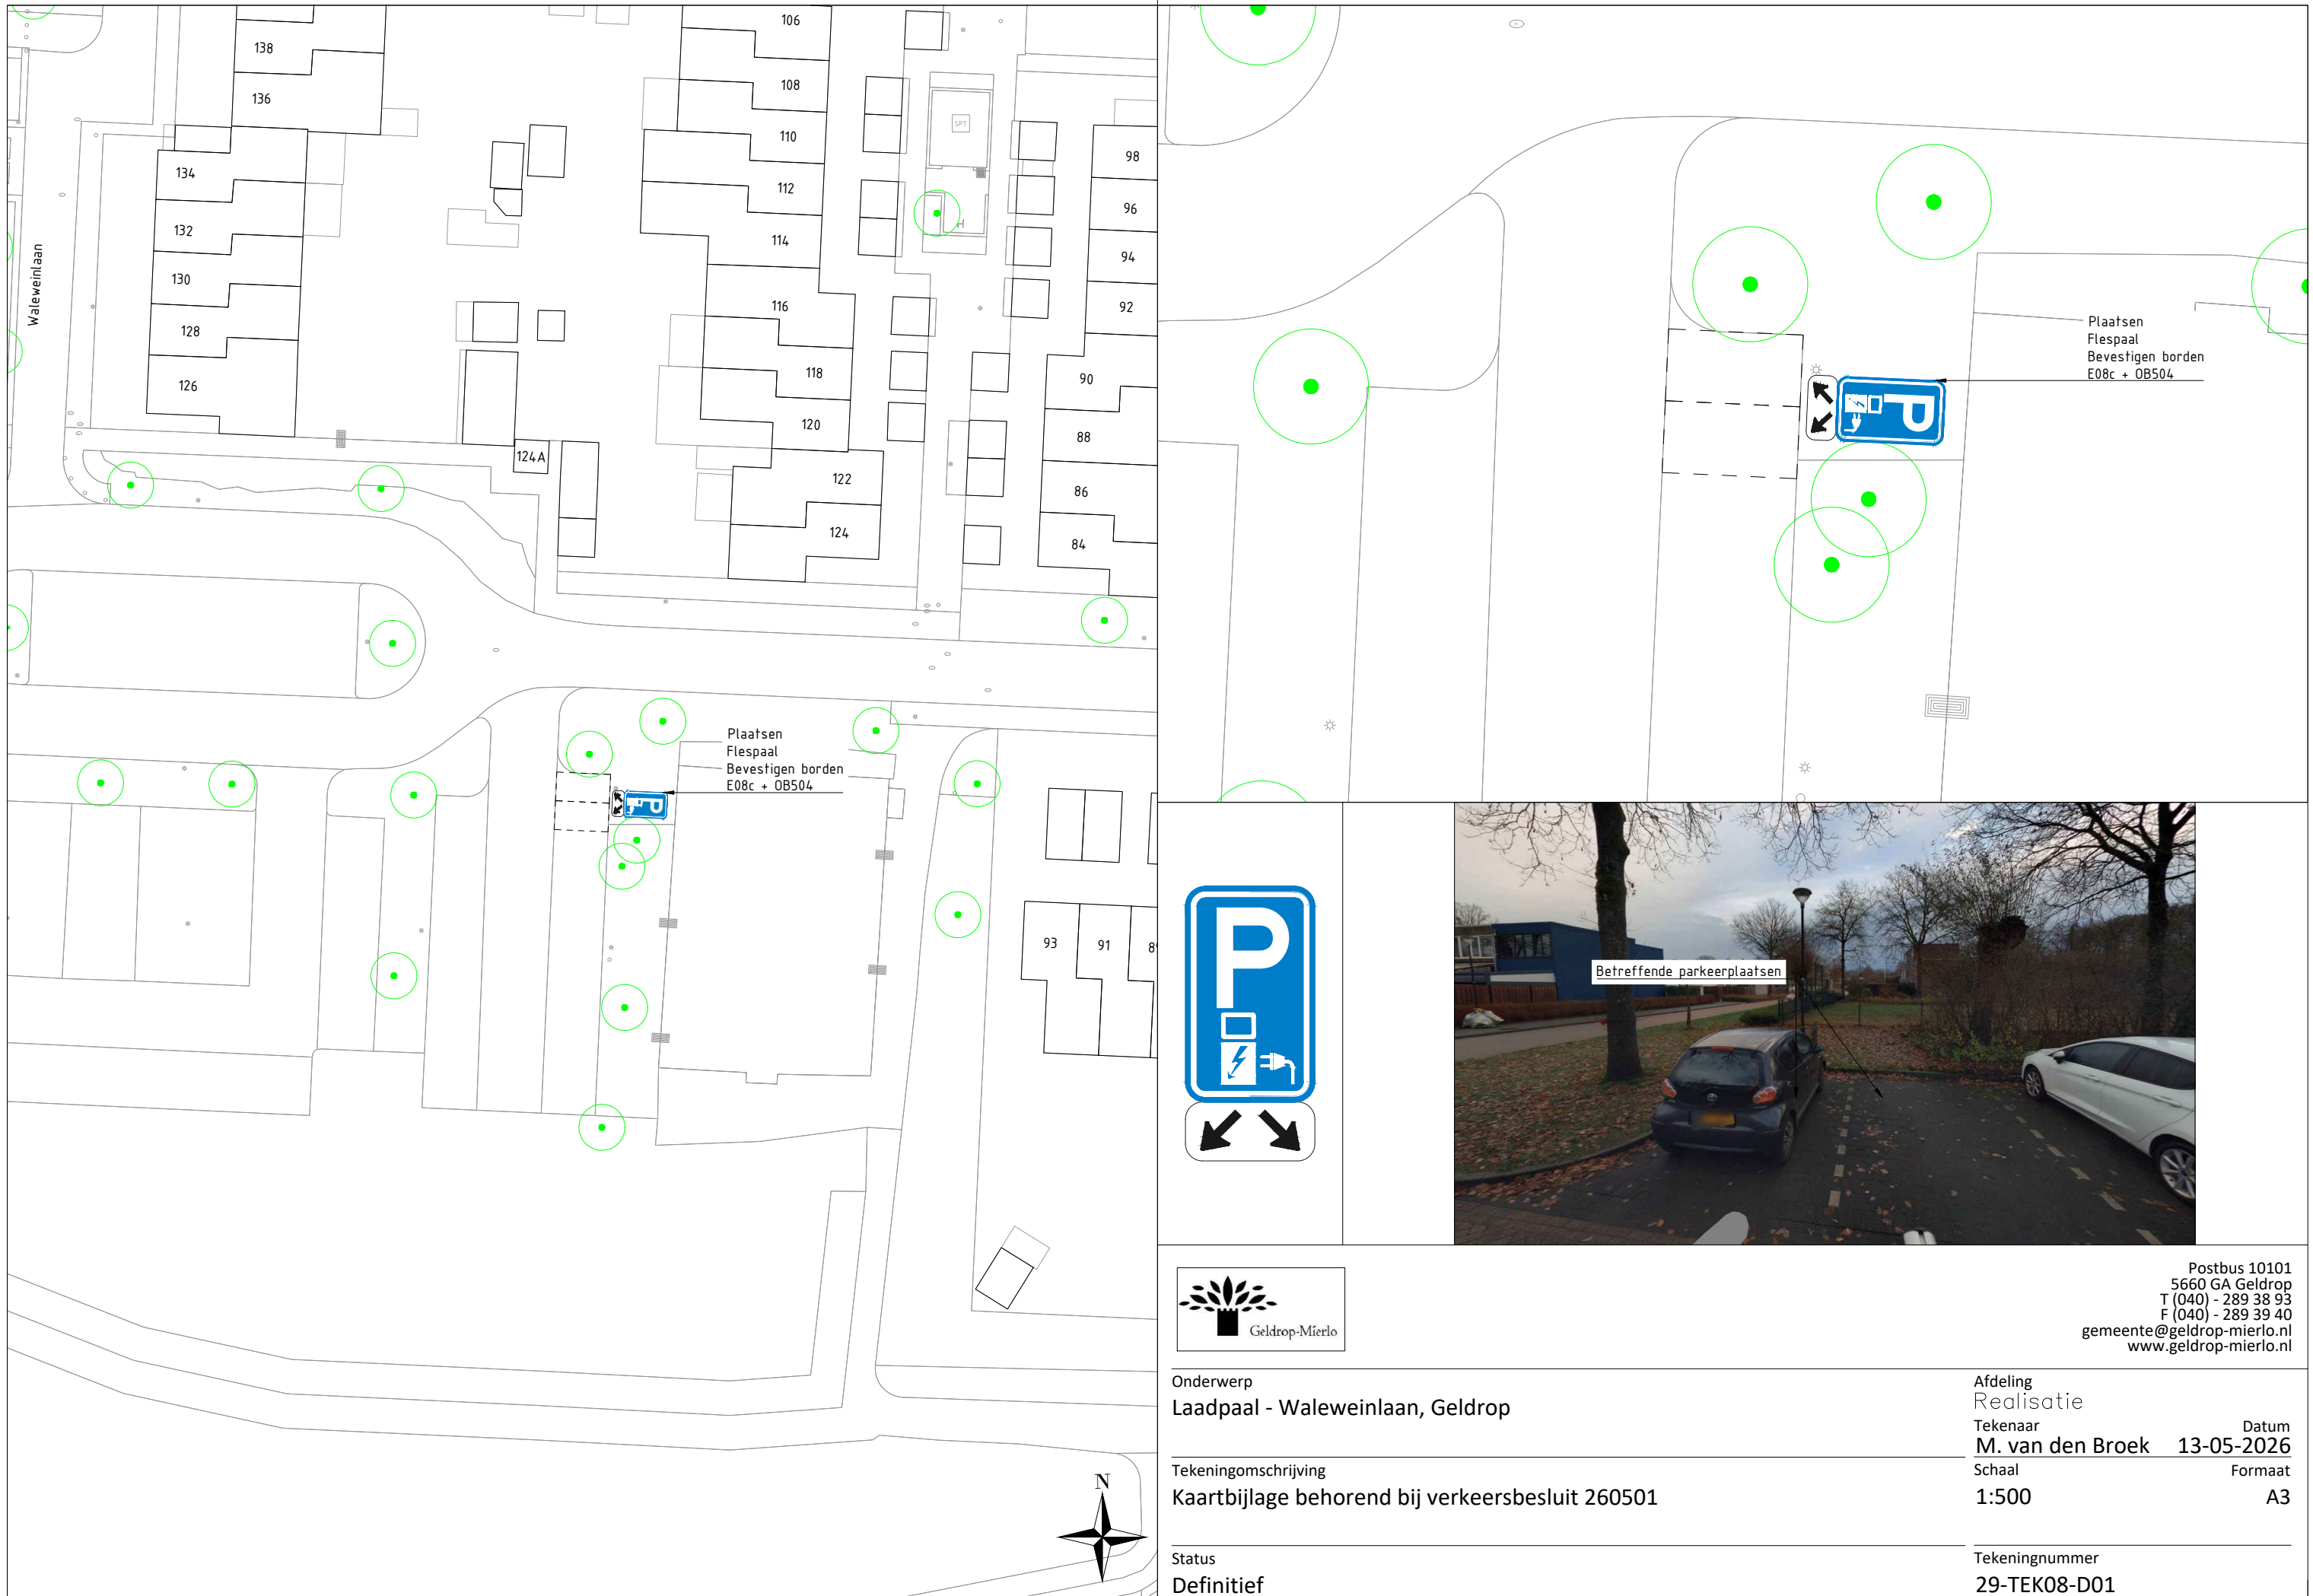 138
136
134
132
130
128
126
Waleweinlaan
106
108
110
112
114
116
118
120
122
124
124A
SPT
H
98
96
94
92
90
88
86
84
93
91
Plaatsen
Flespaal
Bevestigen borden
E08c + OB504
P
Plaatsen
Flespaal
Bevestigen borden
E08c + OB504
P
P
Betreffende parkeerplaatsen
N
Geldrop-Mierlo
Postbus 10101
5660 GA Geldrop
T (040) - 289 38 93
F (040) - 289 39 40
gemeente@geldrop-mierlo.nl
www.geldrop-mierlo.nl
Onderwerp
Laadpaal - Waleweinlaan, Geldrop
Afdeling
Realisatie
Tekenaar Datum
M. van den Broek 13-05-2026
Tekeningomschrijving
Kaartbijlage behorend bij verkeersbesluit 260501
Schaal Formaat
1:500 A3
Status
Definitief
Tekeningnummer
29-TEK08-D01